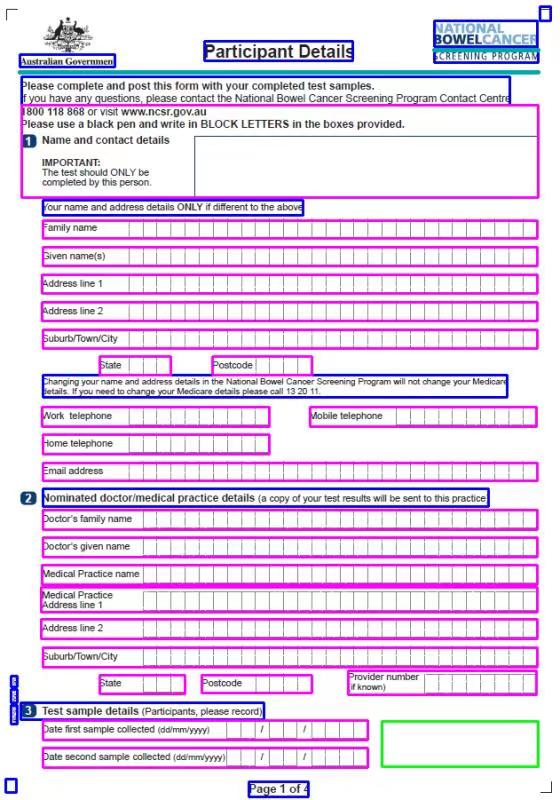 Australian Government
Participant Details
NATIONAL
BOWELCANCER
SCREENING PROGRAM
Please complete and post this form with your completed test samples.
If you have any questions, please contact the National Bowel Cancer Screening Program Contact Centre
1800 118 868 or visit www.ncsr.gov.au
Please use a black pen and write in BLOCK LETTERS in the boxes provided.
1 Name and contact details
IMPORTANT:
The test should ONLY be
completed by this person.
Your name and address details ONLY if different to the above
Family name
Given name(s)
Address line 1
Address line 2
Suburb/Town/City
State Postcode
Changing your name and address details in the National Bowel Cancer Screening Program will not change your Medicare
details. If you need to change your Medicare details please call 13 20 11.
Work telephone Mobile telephone
Home telephone
Email address
2 Nominated doctor/medical practice details (a copy of your test results will be sent to this practice
Doctor's family name
Doctor's given name
Medical Practice name
Medical Practice
Address line 1
Address line 2
Suburb/Town/City
State Postcode Provider number
(if known)
3 Test sample details (Participants, please record)
Date first sample collected (dd/mm/yyyy) / /
Date second sample collected (dd/mm/yyyy) / /
Page 1 of 4